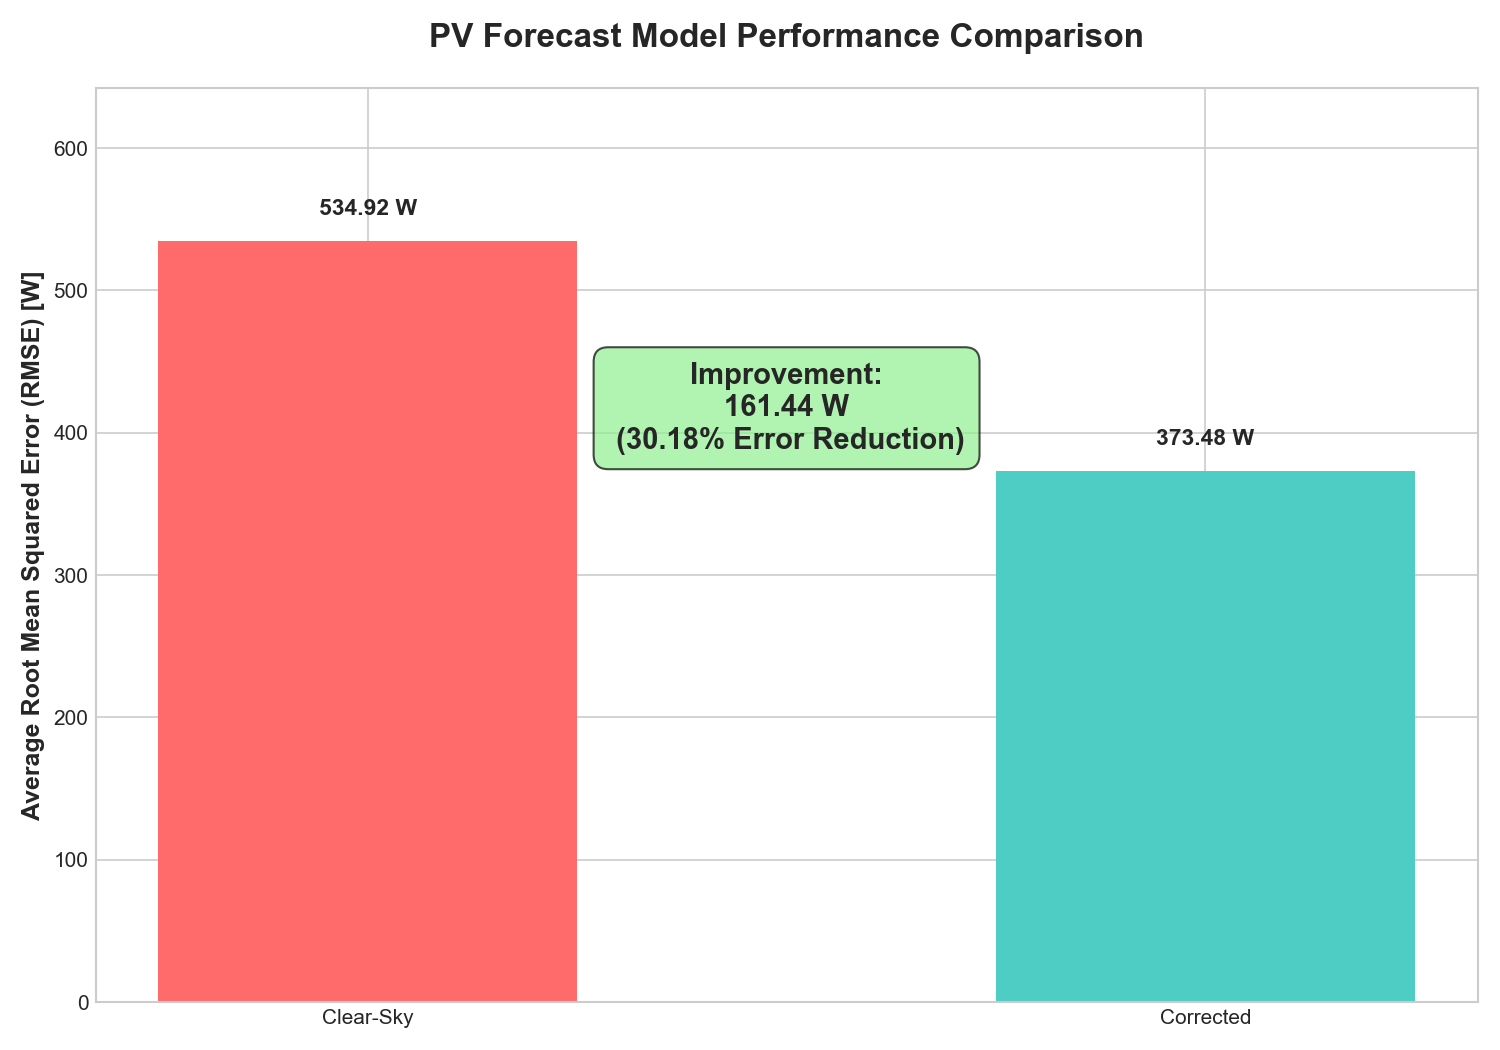 PV Forecast Model Performance Comparison
Average Root Mean Squared Error (RMSE) [W]
600
500
400
300
200
100
0
534.92 W
Improvement:
161.44 W
(30.18% Error Reduction)
373.48 W
Clear-Sky
Corrected